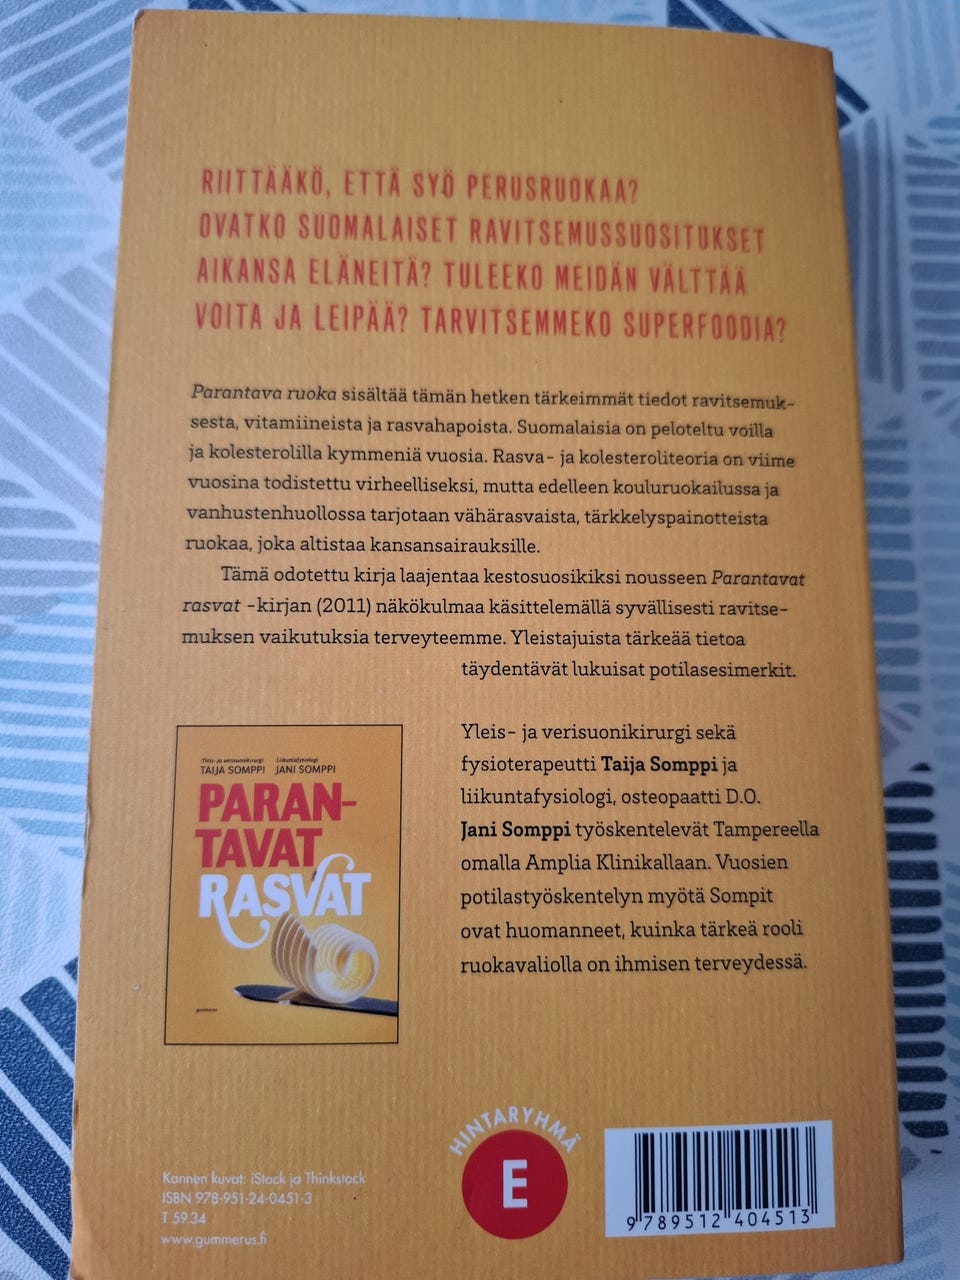 RIITTÄÄKÖ, ETTÄ SYÖ PERUSRUOKAA?
OVATKO SUOMALAISET RAVITSEMUSSUOSITUKSET
AIKANSA ELÄNEITÄ? TULEEKO MEIDÄN VÄLTTÄÄ
VOITA JA LEIPÄÄ? TARVITSEMMEKO SUPERFOODIA?
Parantava ruoka sisältää tämän hetken tärkeimmät tiedot ravitsemuk-
sesta, vitamiineista ja rasvahapoista. Suomalaisia on peloteltu voilla
ja kolesterolilla kymmeniä vuosia. Rasva- ja kolesteroliteoria on viime
vuosina todistettu virheelliseksi, mutta edelleen kouluruokailussa ja
vanhustenhuollossa tarjotaan vähärasvaista, tärkkelyspainotteista
ruokaa, joka altistaa kansansairauksille.
Tämä odotettu kirja laajentaa kestosuosikiksi nousseen Parantavat
rasvat -kirjan (2011) näkökulmaa käsittelemällä syvällisesti ravitse-
muksen vaikutuksia terveyteemme. Yleistajuista tärkeää tietoa
täydentävät lukuisat potilasesimerkit.
Yleis- ja verisuonikirurgi sekä
fysioterapeutti Taija Somppi ja
liikuntafysiologi, osteopaatti D.O.
Jani Somppi työskentelevät Tampereella
omalla Amplia Klinikallaan. Vuosien
potilastyöskentelyn myötä Sompit
ovat huomanneet, kuinka tärkeä rooli
ruokavaliolla on ihmisen terveydessä.
Yleis- ja verisuonikirurgi Liikuntafysiologi
TAIJA SOMPPI JANI SOMPPI
PARAN-
TAVAT
RASVAT
gummerus
HINTARYHMÄ
E
Kannen kuvat: iStock ja Thinkstock
ISBN 978-951-24-0451-3
T 59.34
www.gummerus.fi
9 789512 404513